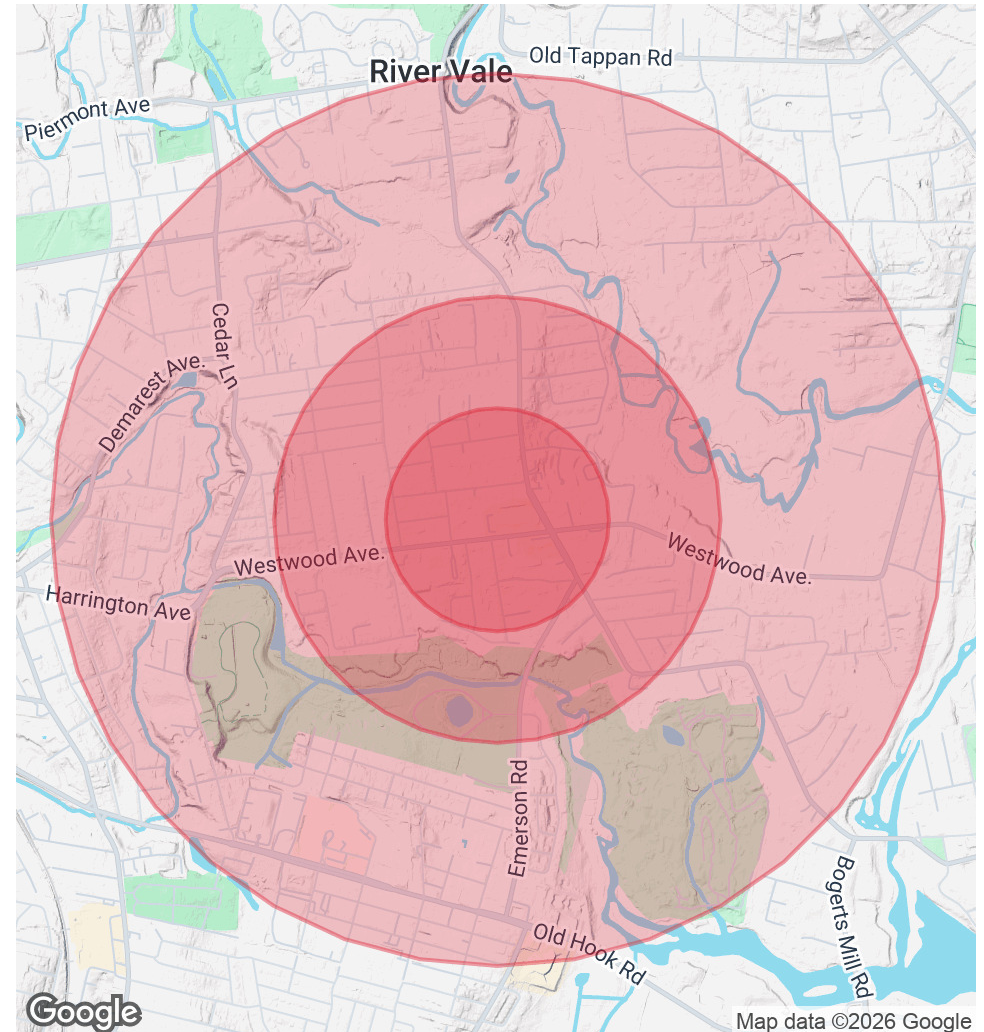 Old Tappan Rd
River Vale
Piermont Ave
Cedar Ln
Demarest Ave.
Westwood Ave.
Westwood Ave.
Harrington Ave
Emerson Rd
Bogerts Mill Rd
Old Hook Rd
Google
Map data ©2026 Google